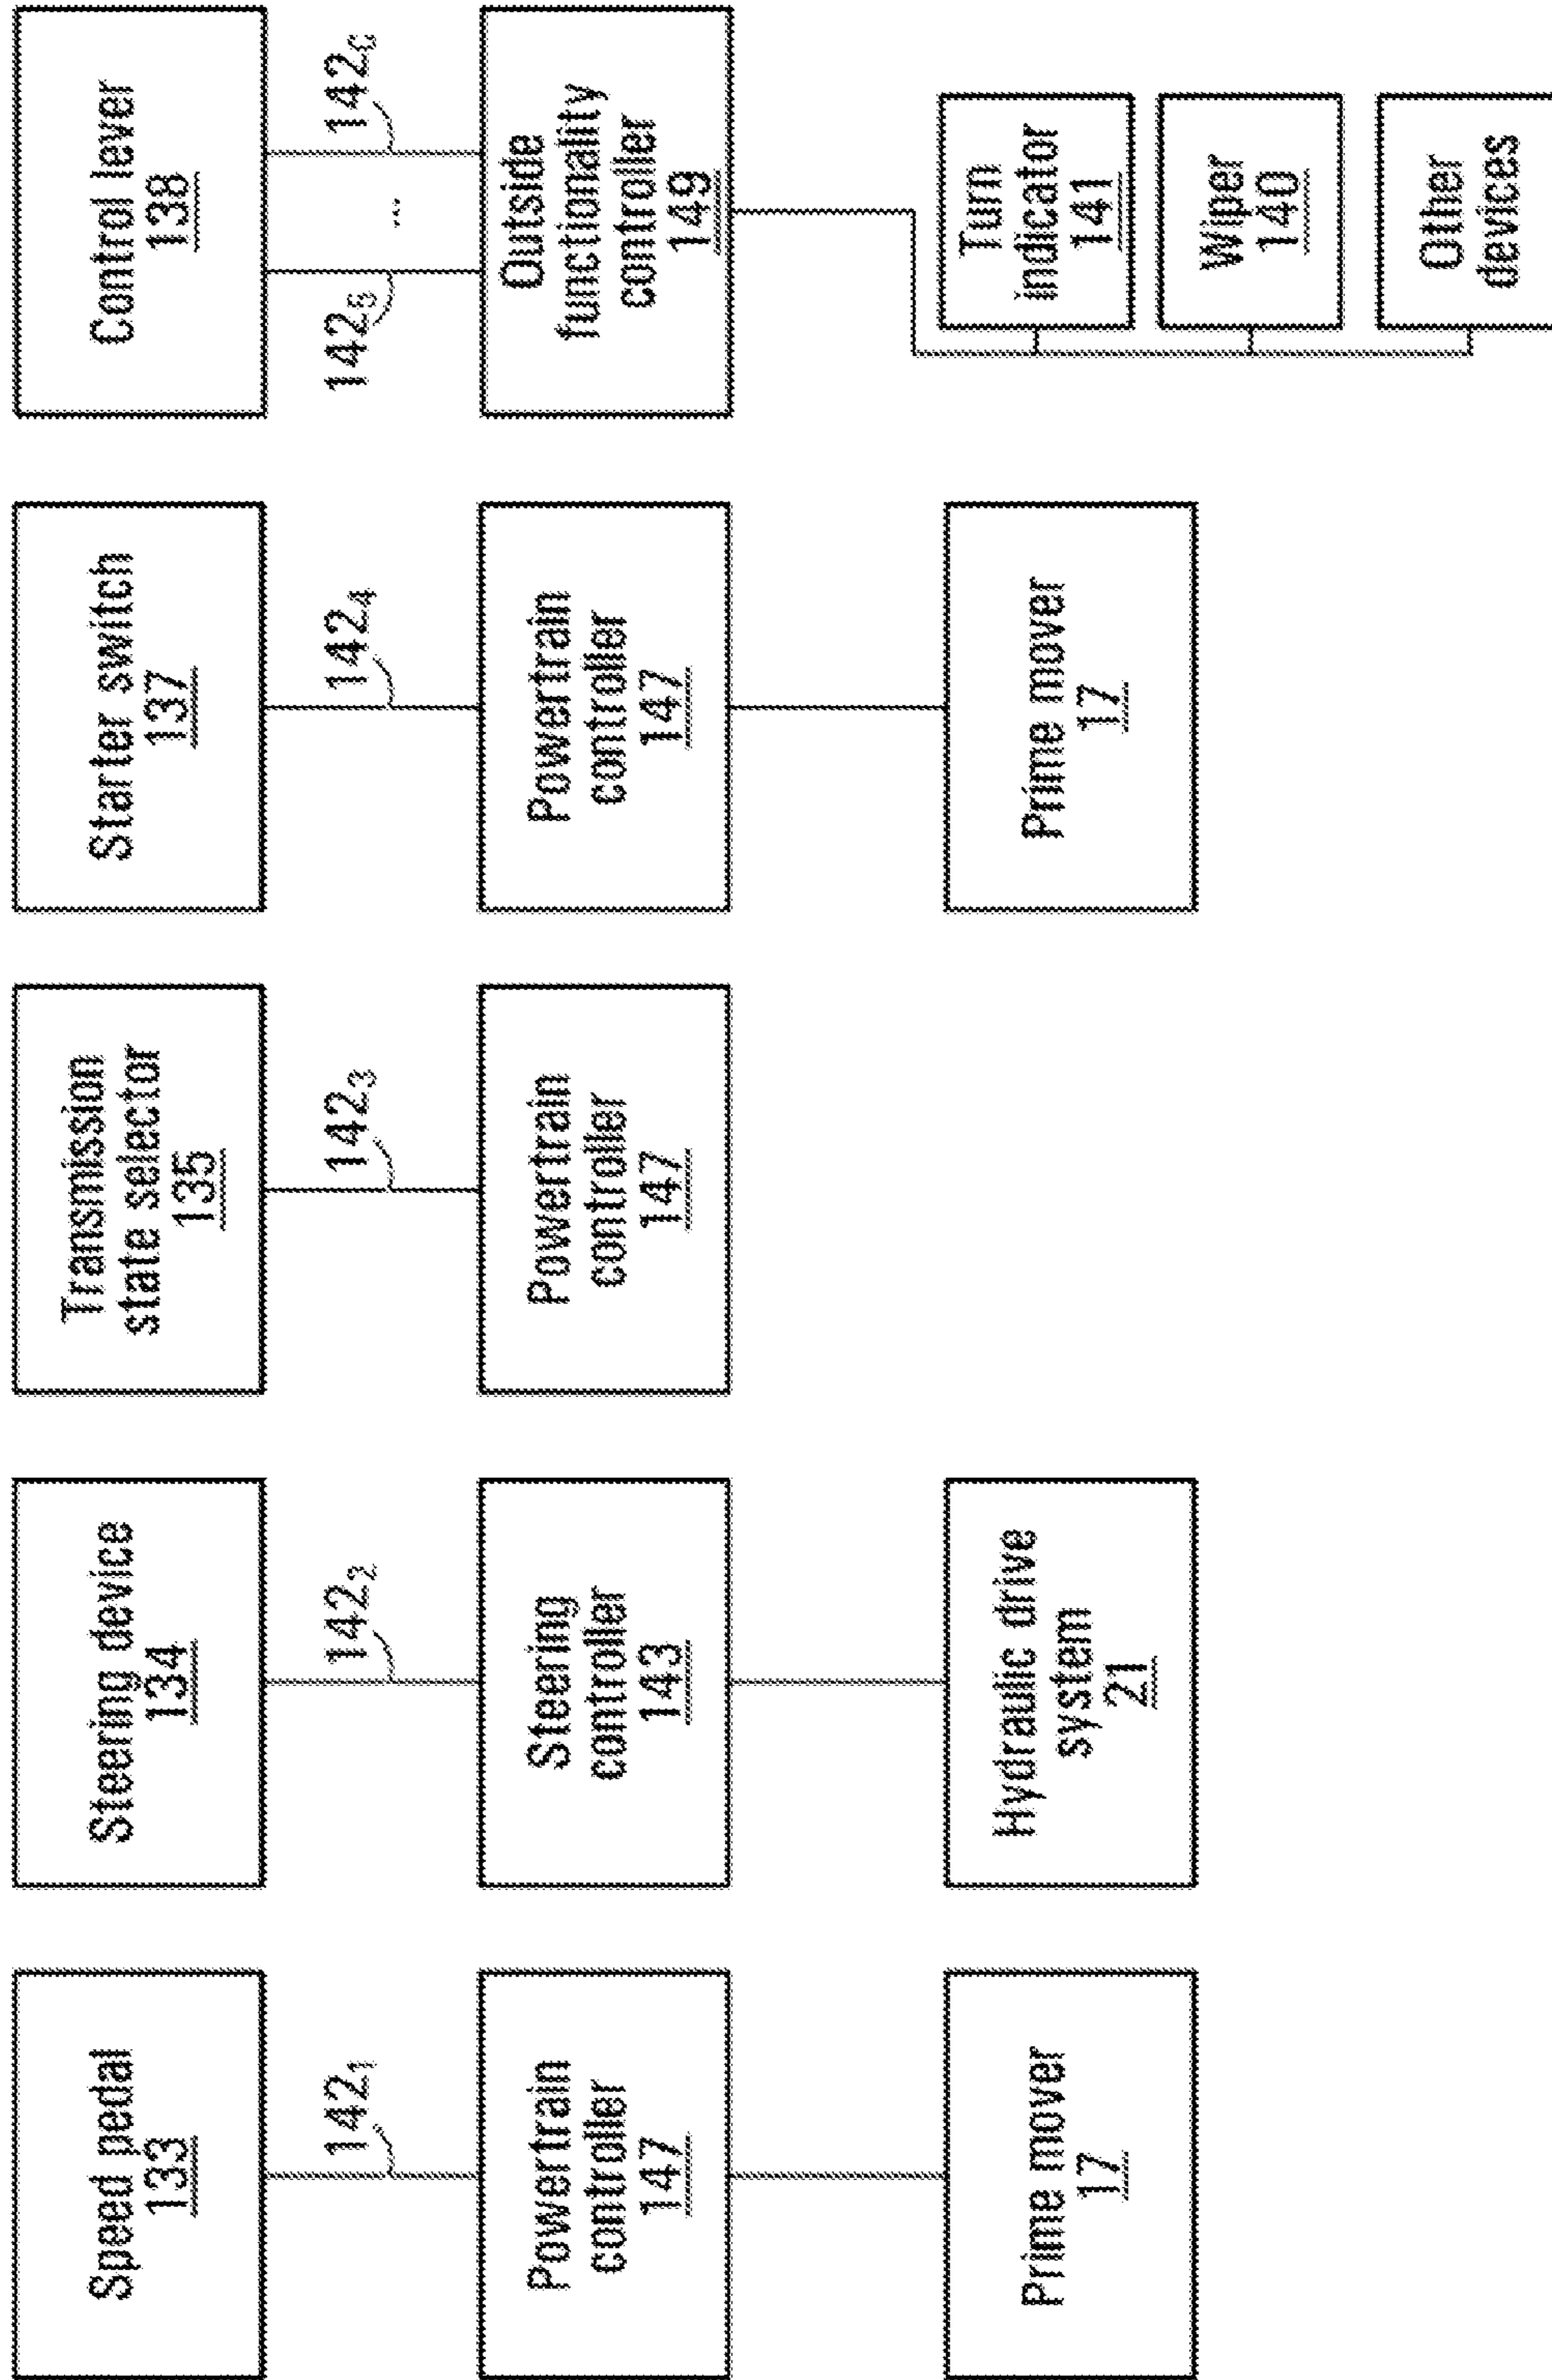 Speed pedal
133
142₁
Powertrain
controller
147
Prime mover
17
Steering device
134
142₂
Steering
controller
143
Hydraulic drive
system
21
Transmission
state selector
135
142₃
Powertrain
controller
147
Starter switch
137
142₄
Powertrain
controller
147
Prime mover
17
Control lever
138
142₅
...
142_C
Outside
functionality
controller
149
Turn
indicator
141
Wiper
140
Other
devices